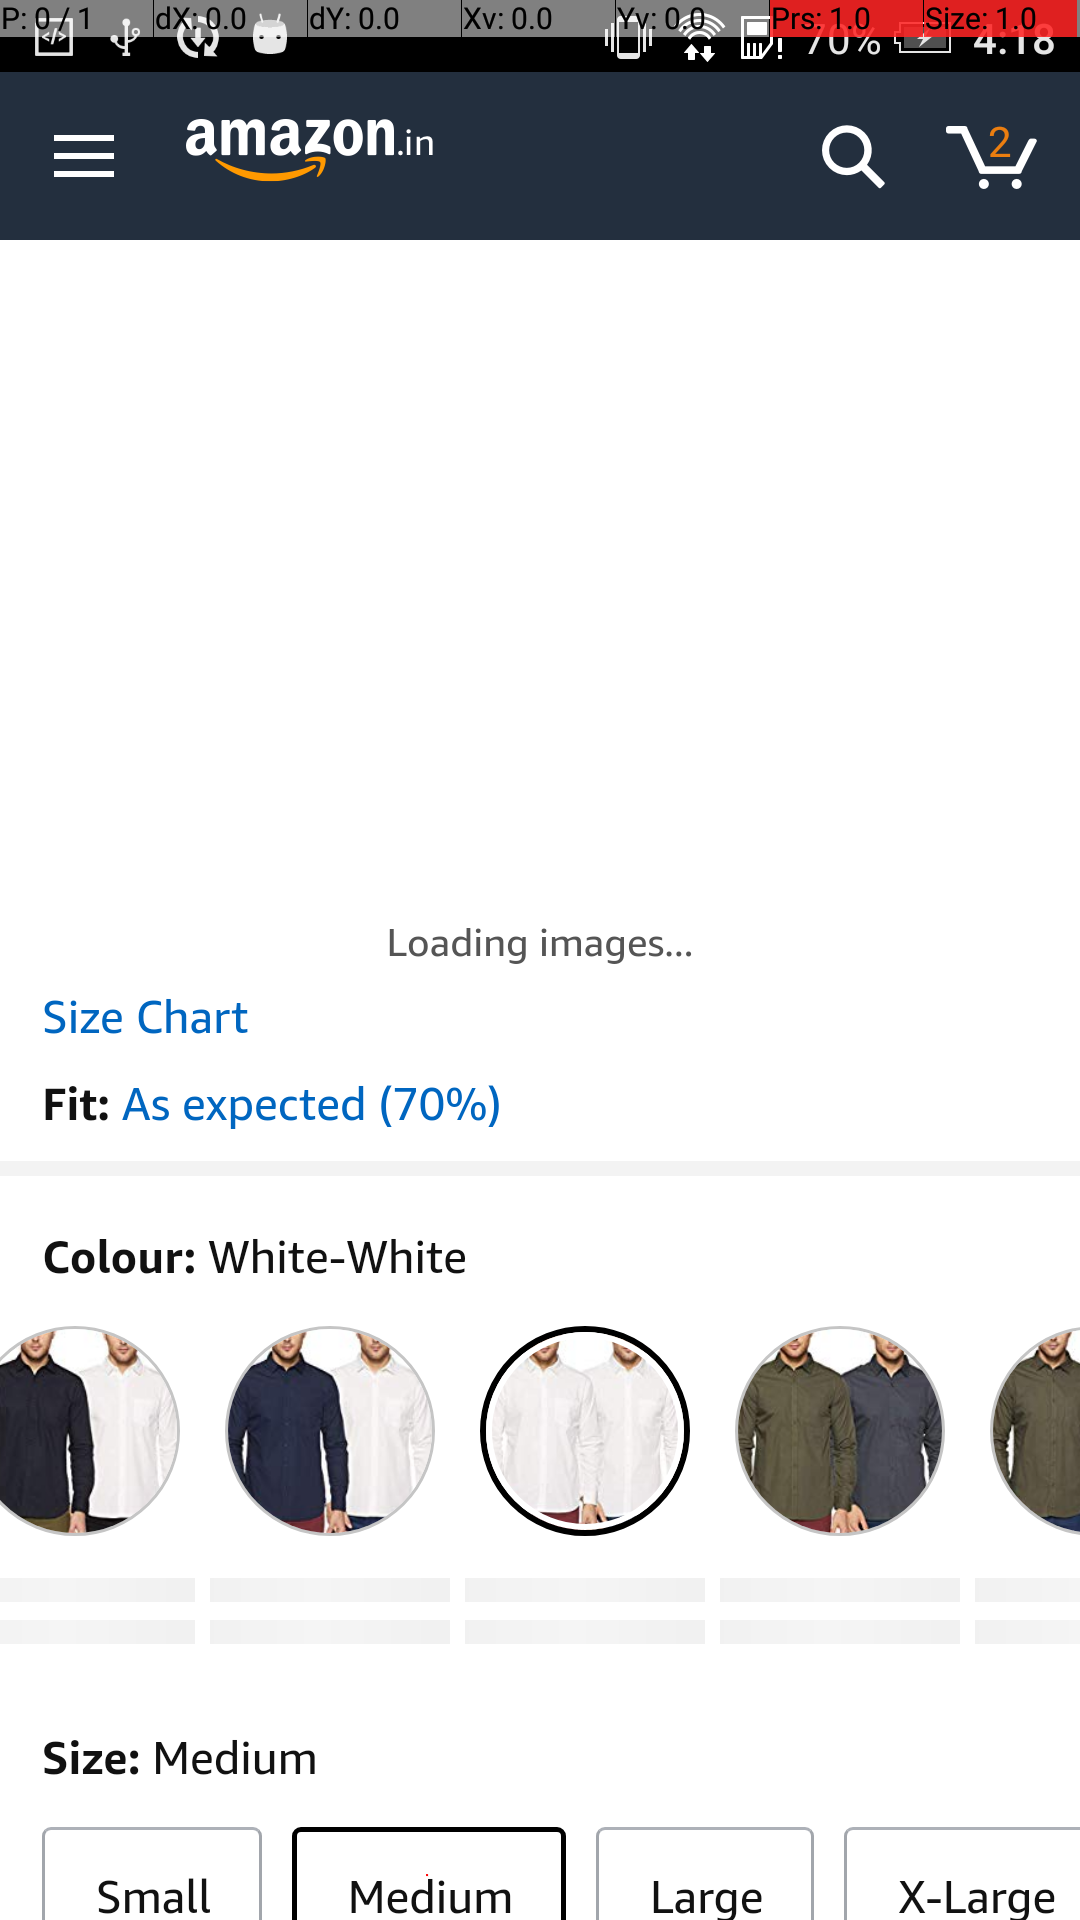 P: 0 / 1 dX: 0.0 dY: 0.0 Xv: 0.0 Yv: 0.0 Prs: 1.0 Size: 1.0
70% 4:18
amazon.in 2
Loading images...
Size Chart
Fit: As expected (70%)
Colour: White-White
Size: Medium
Small Medium Large X-Large